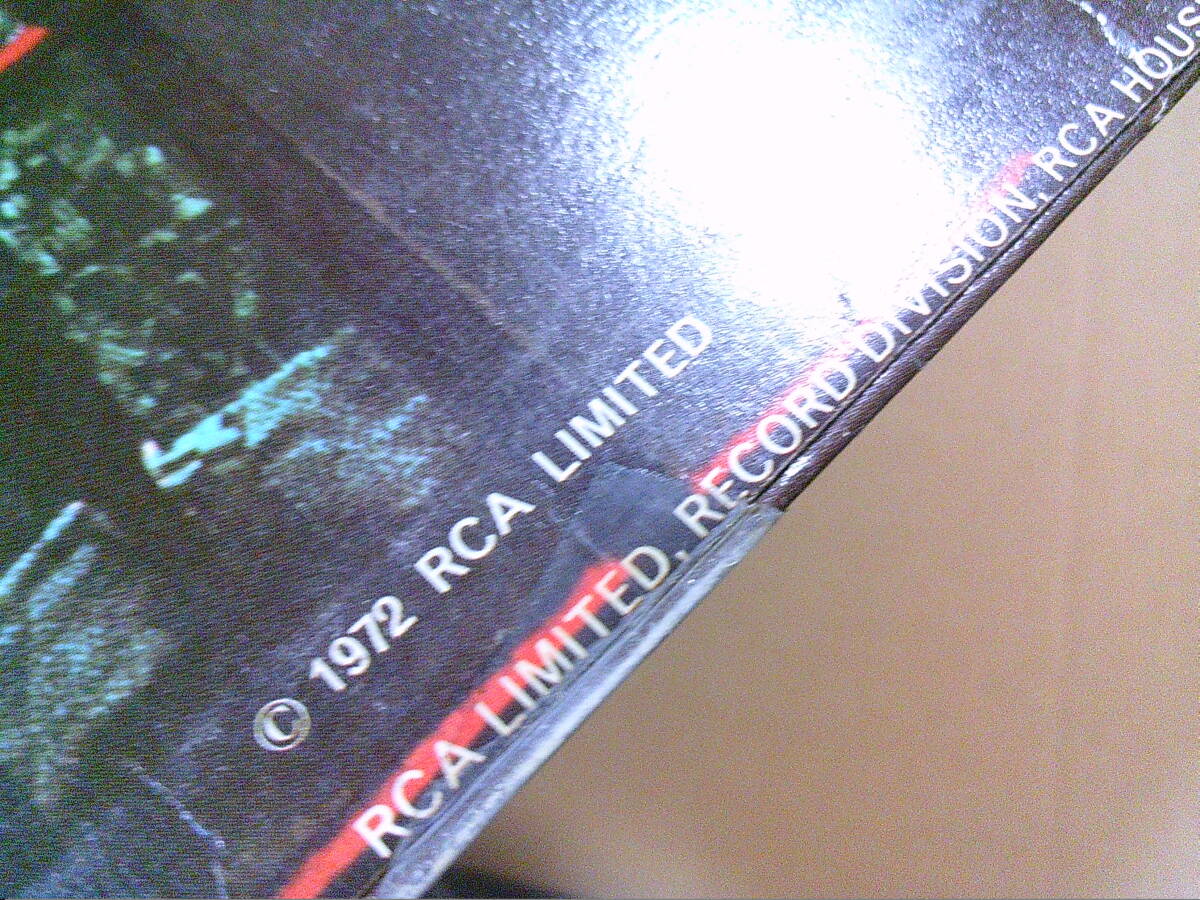 © 1972 RCA LIMITED
RCA LIMITED, RECORD DIVISION, RCA HOUS